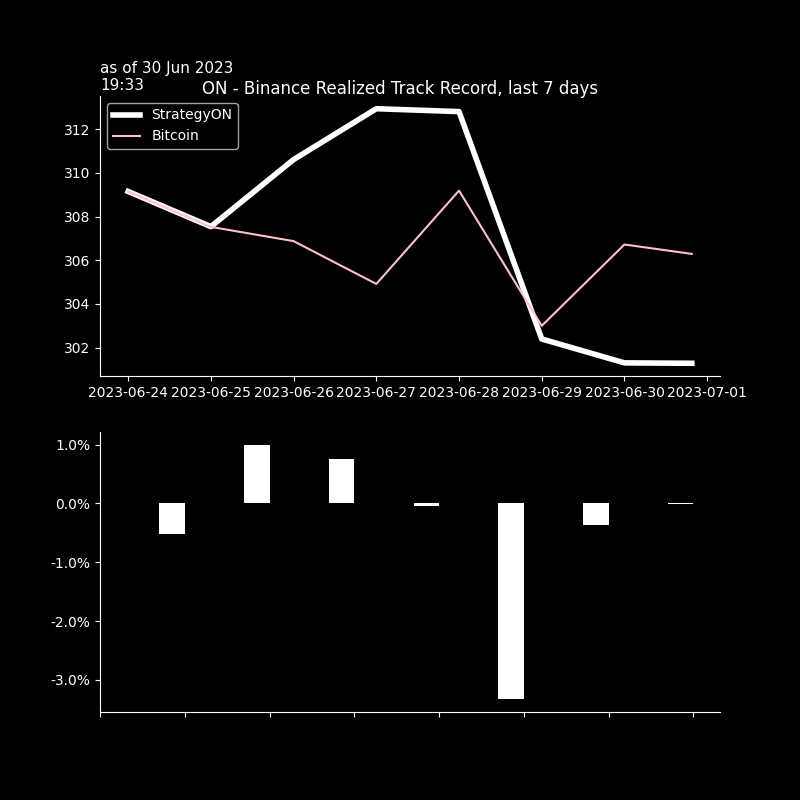 as of 30 Jun 2023
19:33
ON - Binance Realized Track Record, last 7 days
StrategyON
Bitcoin
312
310
308
306
304
302
2023-06-24 2023-06-25 2023-06-26 2023-06-27 2023-06-28 2023-06-29 2023-06-30 2023-07-01
1.0%
0.0%
-1.0%
-2.0%
-3.0%